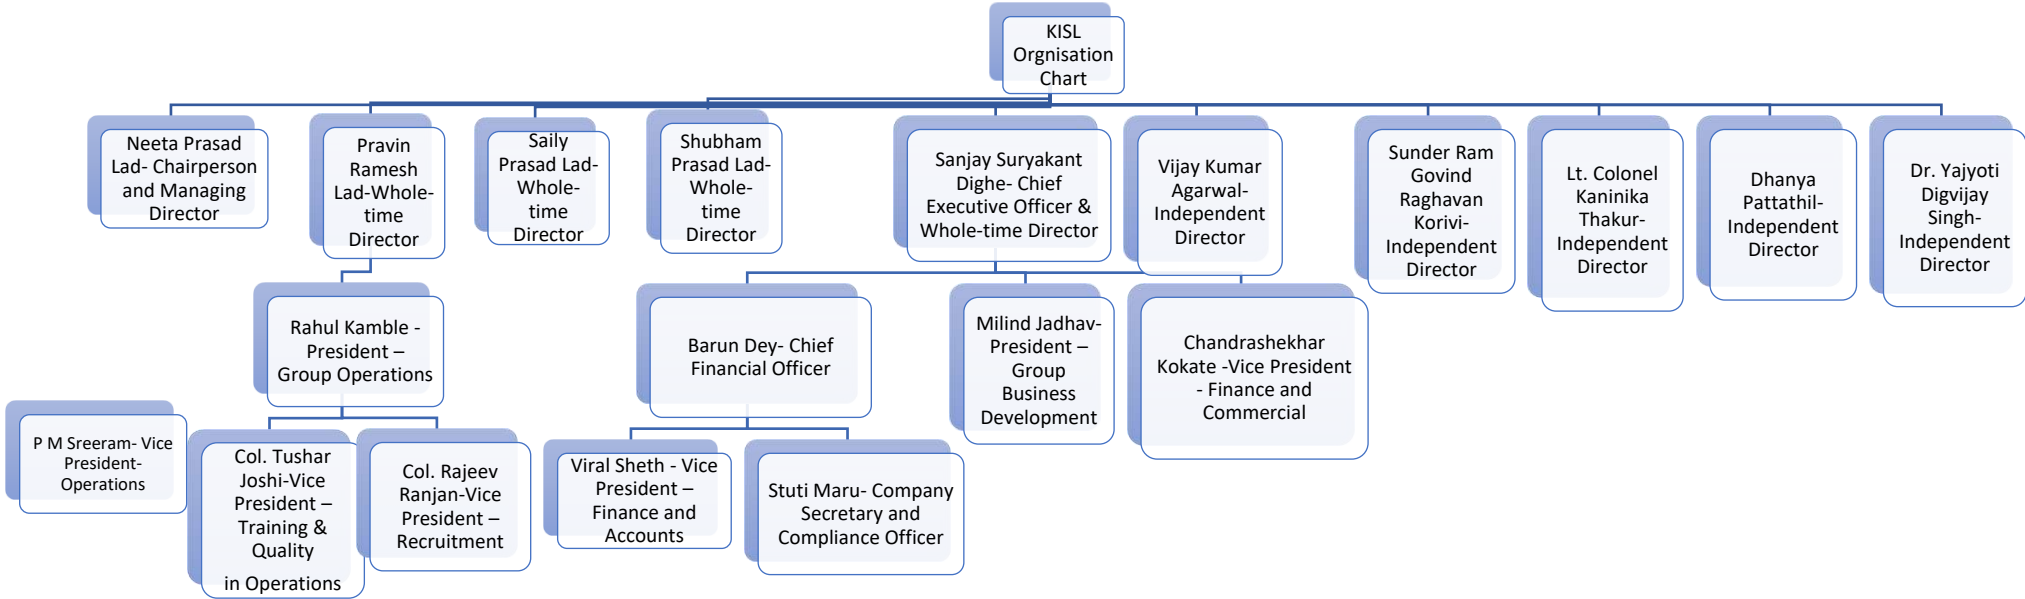 KISL
Orgnisation
Chart
Neeta Prasad
Lad- Chairperson
and Managing
Director
Pravin
Ramesh
Lad-Whole-
time
Director
Saily
Prasad Lad-
Whole-
time
Director
Shubham
Prasad Lad-
Whole-
time
Director
Sanjay Suryakant
Dighe- Chief
Executive Officer &
Whole-time Director
Vijay Kumar
Agarwal-
Independent
Director
Sunder Ram
Govind
Raghavan
Korivi-
Independent
Director
Lt. Colonel
Kaninika
Thakur-
Independent
Director
Dhanya
Pattathil-
Independent
Director
Dr. Yajyoti
Digvijay
Singh-
Independent
Director
Rahul Kamble -
President –
Group Operations
Barun Dey- Chief
Financial Officer
Milind Jadhav-
President –
Group
Business
Development
Chandrashekhar
Kokate -Vice President
- Finance and
Commercial
P M Sreeram- Vice
President-
Operations
Col. Tushar
Joshi-Vice
President –
Training &
Quality
in Operations
Col. Rajeev
Ranjan-Vice
President –
Recruitment
Viral Sheth - Vice
President –
Finance and
Accounts
Stuti Maru- Company
Secretary and
Compliance Officer